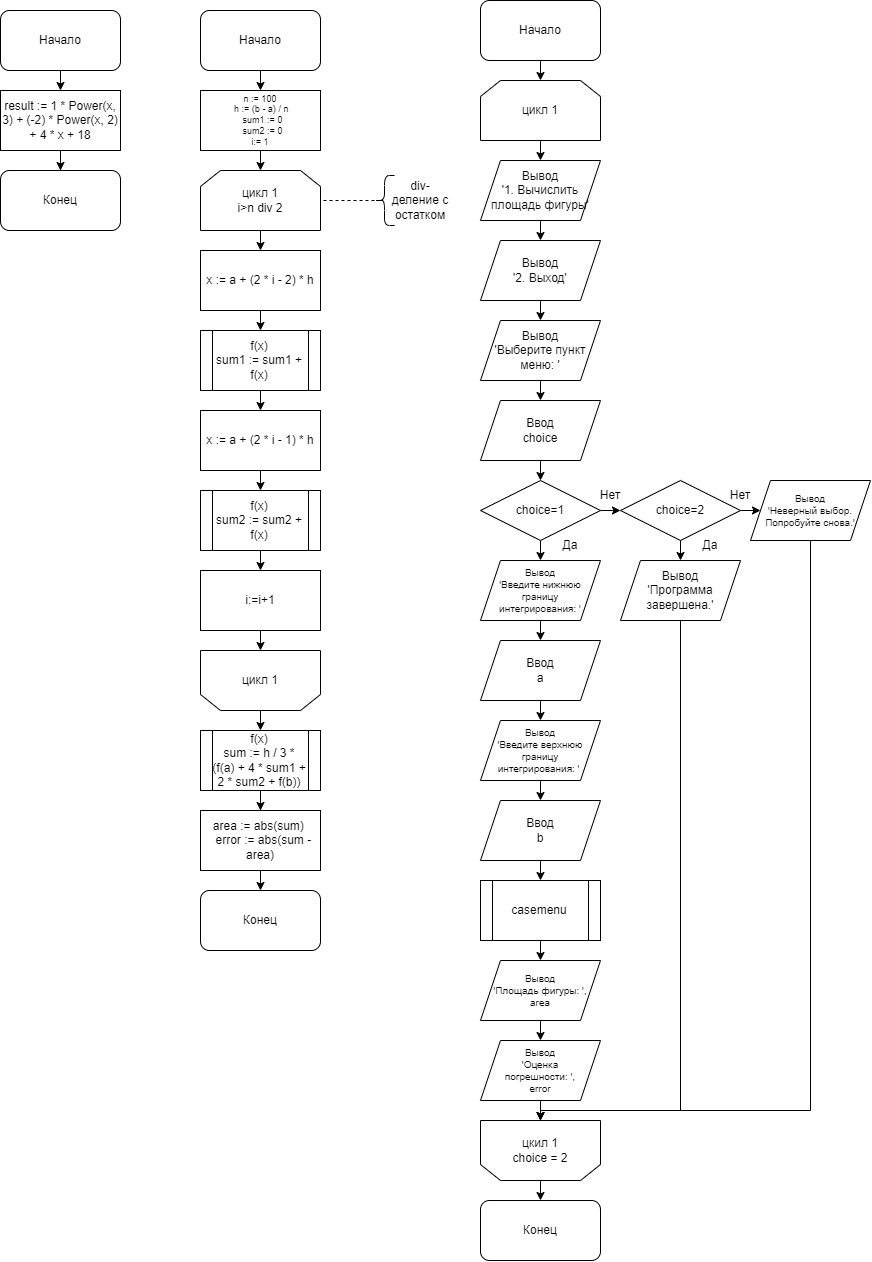 Начало
result := 1 * Power(x,
3) + (-2) * Power(x, 2)
+ 4 * x + 18
Конец
Начало
n := 100
h := (b - a) / n
sum1 := 0
sum2 := 0
i:= 1
цикл 1
i>n div 2
div-
деление с
остатком
x := a + (2 * i - 2) * h
f(x)
sum1 := sum1 +
f(x)
x := a + (2 * i - 1) * h
f(x)
sum2 := sum2 +
f(x)
i:=i+1
цикл 1
f(x)
sum := h / 3 *
(f(a) + 4 * sum1 +
2 * sum2 + f(b))
area := abs(sum)
error := abs(sum -
area)
Конец
Начало
цикл 1
Вывод
'1. Вычислить
площадь фигуры'
Вывод
'2. Выход'
Вывод
'Выберите пункт
меню: '
Ввод
choice
choice=1
Нет
choice=2
Нет
Вывод
'Неверный выбор.
Попробуйте снова.'
Да
Да
Вывод
'Введите нижнюю
границу
интегрирования: '
Вывод
'Программа
завершена.'
Ввод
a
Вывод
'Введите верхнюю
границу
интегрирования: '
Ввод
b
casemenu
Вывод
'Площадь фигуры: ',
area
Вывод
'Оценка
погрешности: ',
error
цкил 1
choice = 2
Конец